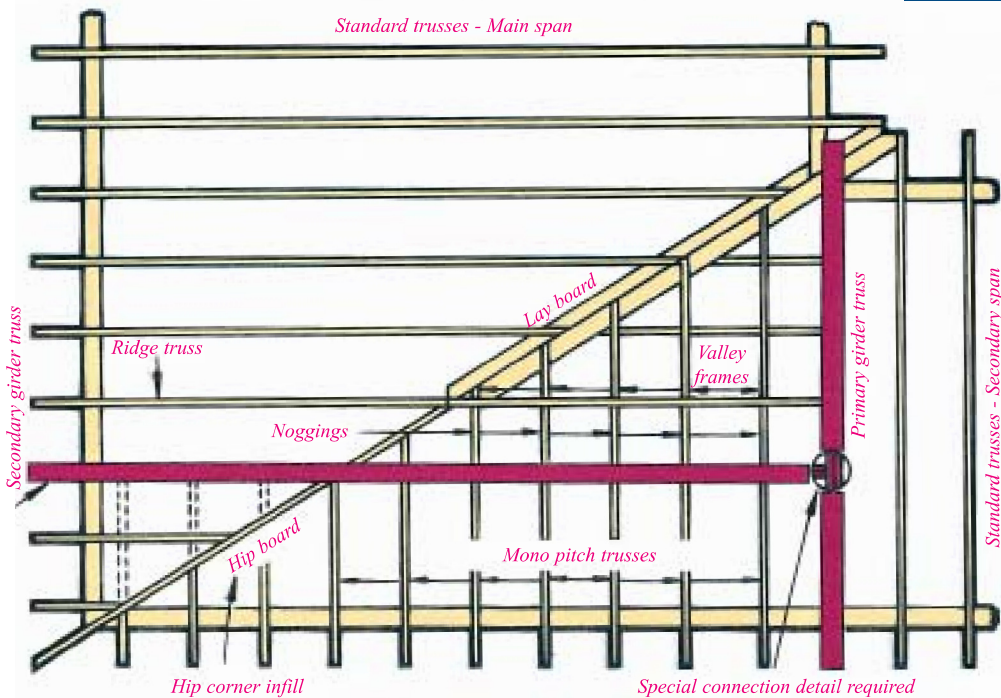 Standard trusses - Main span
Secondary girder truss
Ridge truss
Lay board
Valley
frames
Primary girder truss
Standard trusses - Secondary span
Noggings
Hip board
Mono pitch trusses
Hip corner infill
Special connection detail required